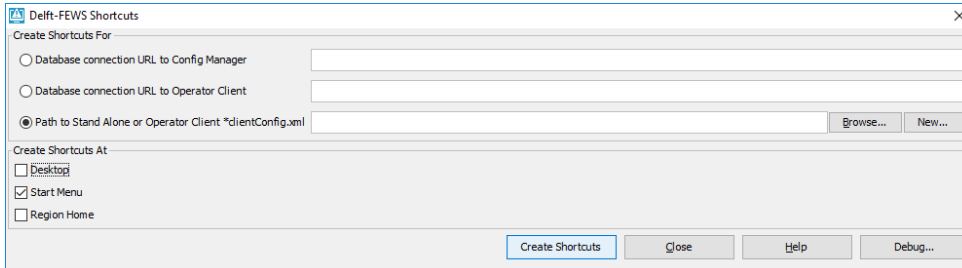 Delft-FEWS Shortcuts
Create Shortcuts For
Database connection URL to Config Manager
Database connection URL to Operator Client
Path to Stand Alone or Operator Client *clientConfig.xml Browse... New...
Create Shortcuts At
Desktop
Start Menu
Region Home
Create Shortcuts Close Help Debug...